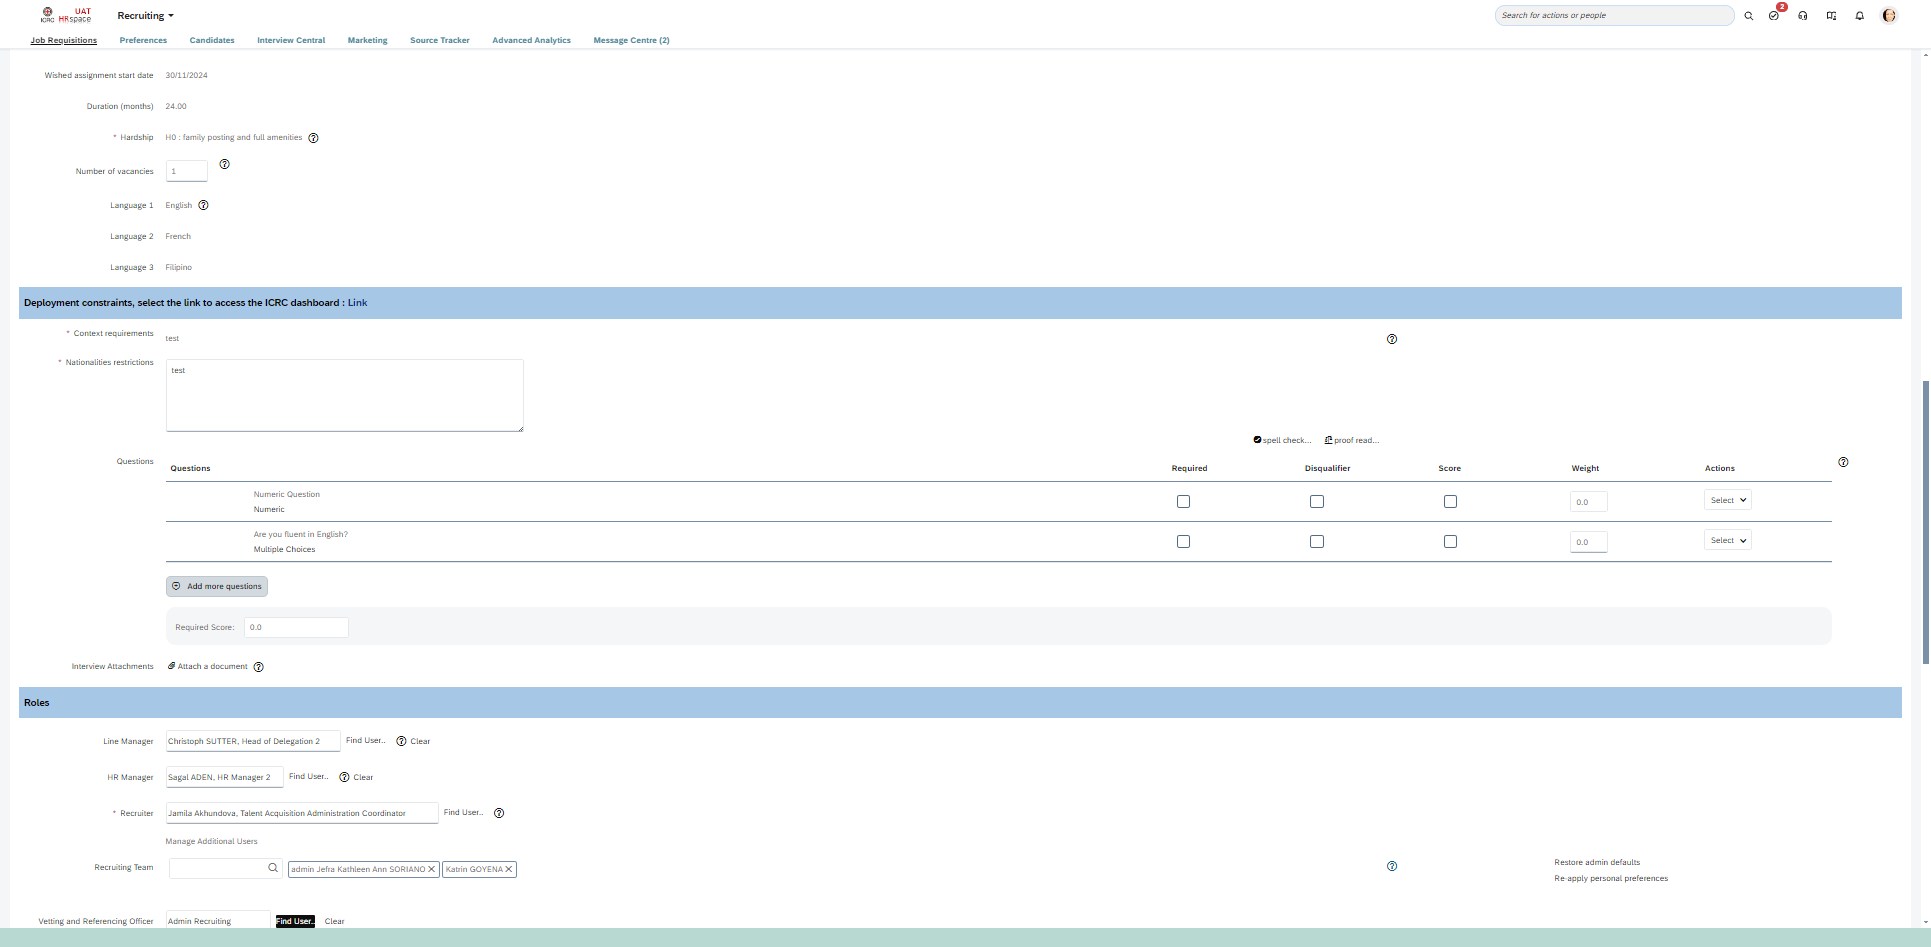 ICRC UAT HRspace Recruiting Search for actions or people 2
Job Requisitions Preferences Candidates Interview Central Marketing Source Tracker Advanced Analytics Message Centre (2)
Wished assignment start date 30/11/2024
Duration (months) 24.00
* Hardship H0 : family posting and full amenities
Number of vacancies 1
Language 1 English
Language 2 French
Language 3 Filipino
Deployment constraints, select the link to access the ICRC dashboard : Link
* Context requirements test
* Nationalities restrictions test
spell check... proof read...
Questions Questions Required Disqualifier Score Weight Actions
Numeric Question
Numeric 0.0 Select
Are you fluent in English?
Multiple Choices 0.0 Select
Add more questions
Required Score: 0.0
Interview Attachments Attach a document
Roles
Line Manager Christoph SUTTER, Head of Delegation 2 Find User.. Clear
HR Manager Sagal ADEN, HR Manager 2 Find User.. Clear
* Recruiter Jamila Akhundova, Talent Acquisition Administration Coordinator Find User..
Manage Additional Users
Recruiting Team admin Jefra Kathleen Ann SORIANO Katrin GOYENA Restore admin defaults
Re-apply personal preferences
Vetting and Referencing Officer Admin Recruiting Find User.. Clear